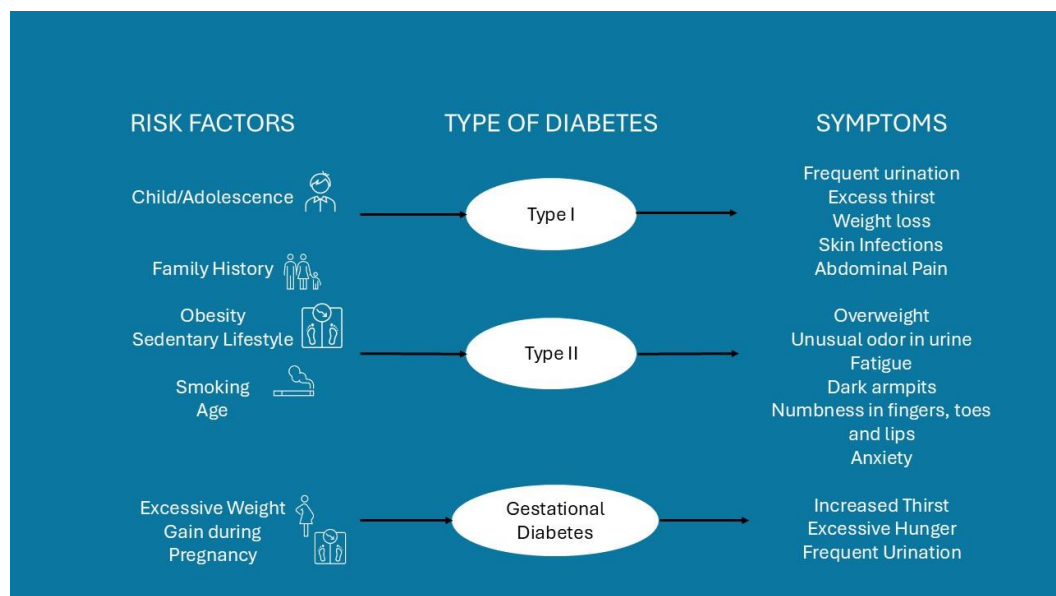 RISK FACTORS
TYPE OF DIABETES
SYMPTOMS
Child/Adolescence
Type I
Frequent urination
Excess thirst
Weight loss
Skin Infections
Abdominal Pain
Family History
Obesity
Sedentary Lifestyle
Smoking
Age
Type II
Overweight
Unusual odor in urine
Fatigue
Dark armpits
Numbness in fingers, toes
and lips
Anxiety
Excessive Weight
Gain during
Pregnancy
Gestational
Diabetes
Increased Thirst
Excessive Hunger
Frequent Urination